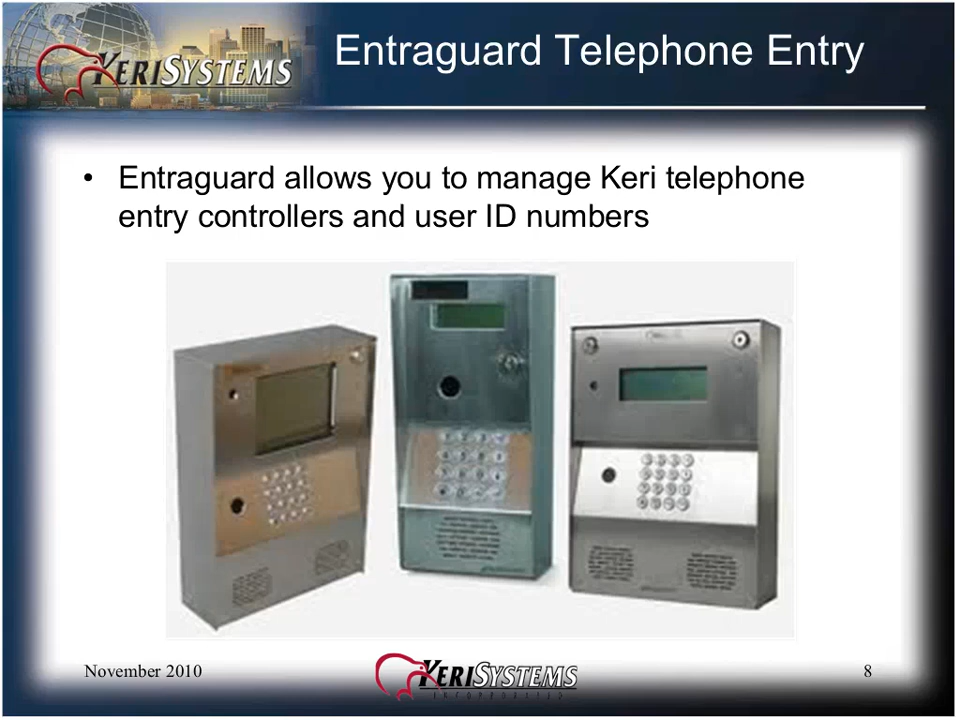 KERISYSTEMS
Entraguard Telephone Entry
• Entraguard allows you to manage Keri telephone
entry controllers and user ID numbers
November 2010
KERISYSTEMS
INCORPORATED
8